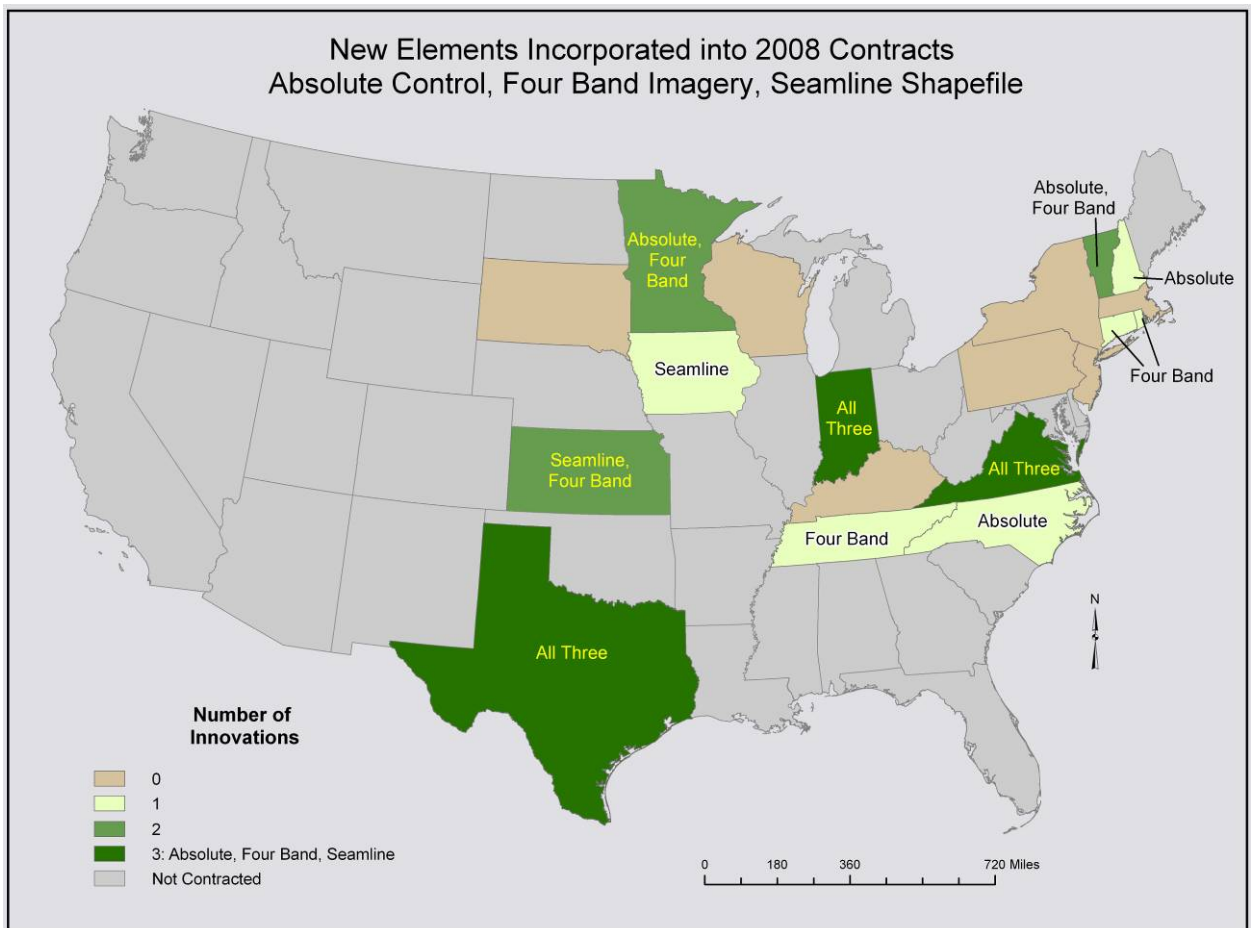 New Elements Incorporated into 2008 Contracts
Absolute Control, Four Band Imagery, Seamline Shapefile
Absolute,
Four Band
Absolute,
Four
Band
Absolute
Seamline
Four Band
All
Three
Seamline,
Four Band
All Three
Absolute
Four Band
N
All Three
Number of
Innovations
0
1
2
3: Absolute, Four Band, Seamline
Not Contracted
0 180 360 720 Miles